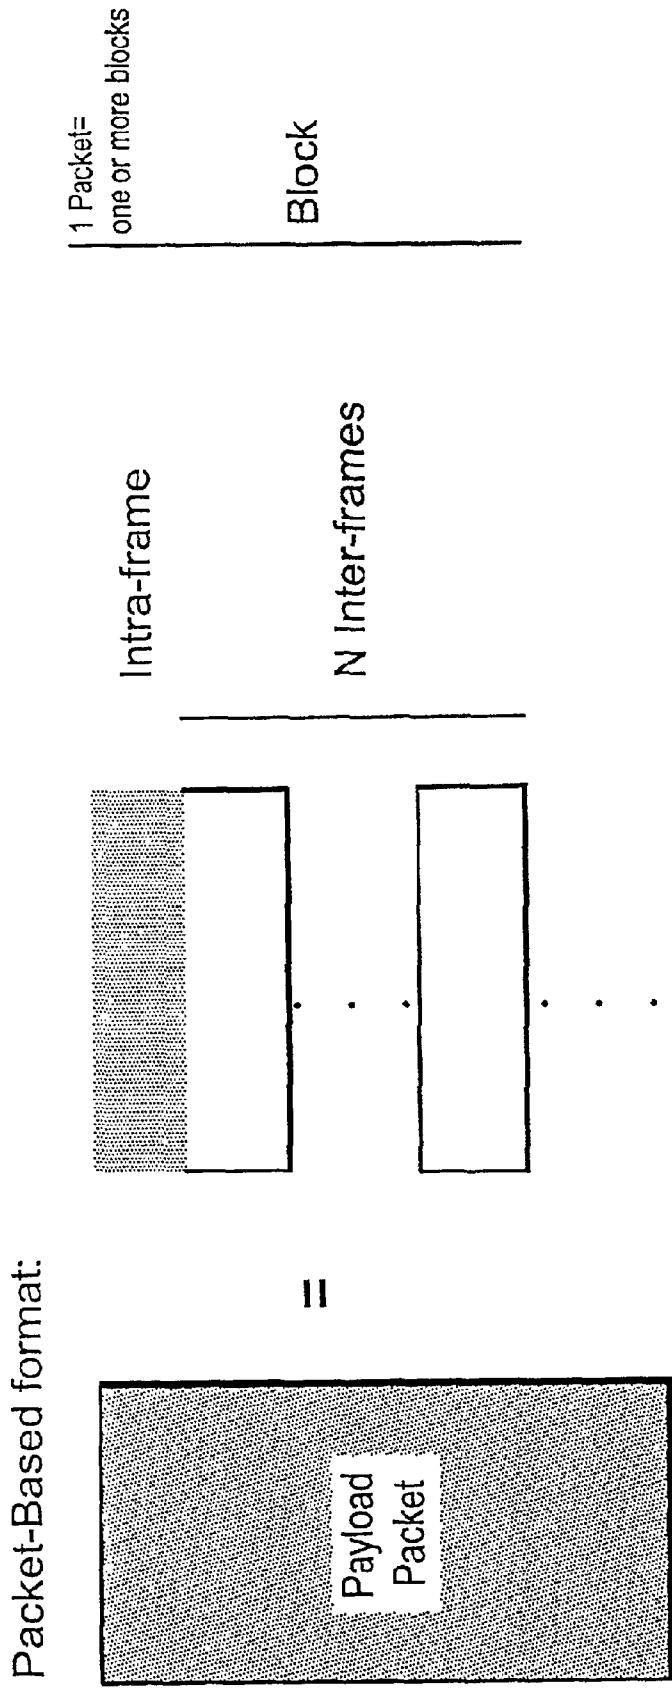 Packet-Based format:
Payload
Packet
=
Intra-frame
N Inter-frames
1 Packet=
one or more blocks
Block